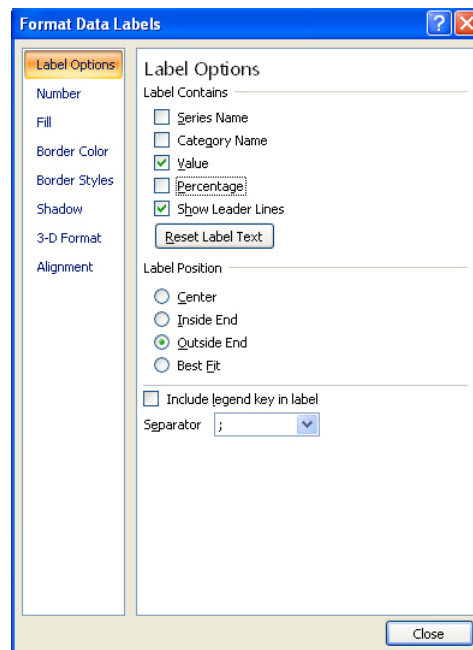 Format Data Labels
Label Options
Number
Fill
Border Color
Border Styles
Shadow
3-D Format
Alignment
Label Options
Label Contains
Series Name
Category Name
Value
Percentage
Show Leader Lines
Reset Label Text
Label Position
Center
Inside End
Outside End
Best Fit
Include legend key in label
Separator ;
Close